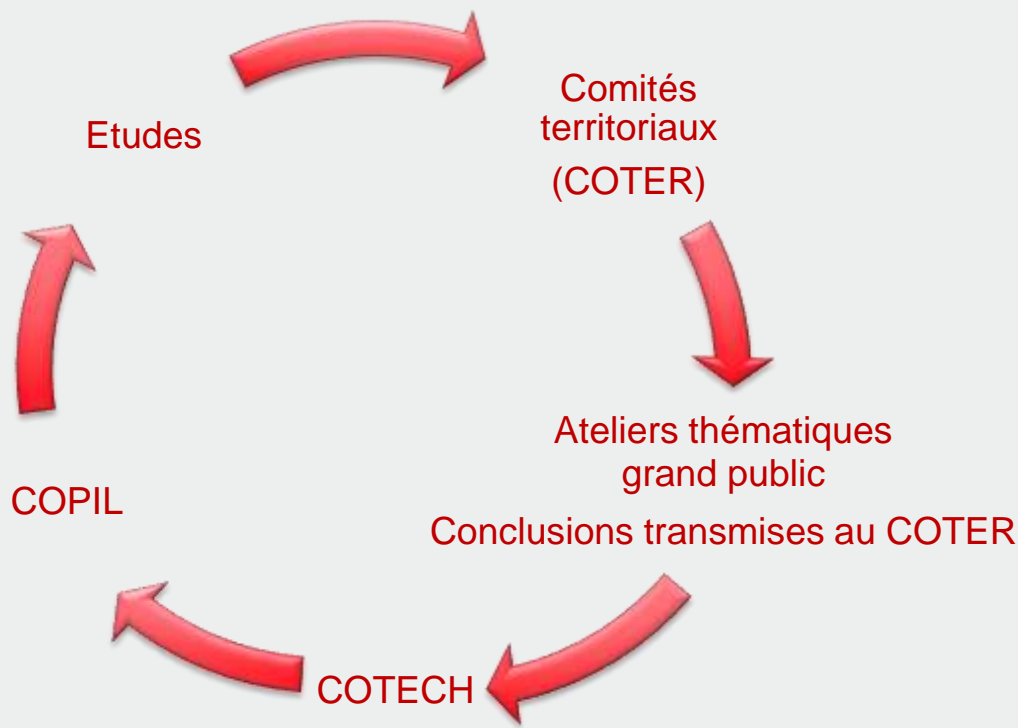 Etudes
Comités
territoriaux
(COTER)
Ateliers thématiques
grand public
Conclusions transmises au COTER
COTECH
COPIL